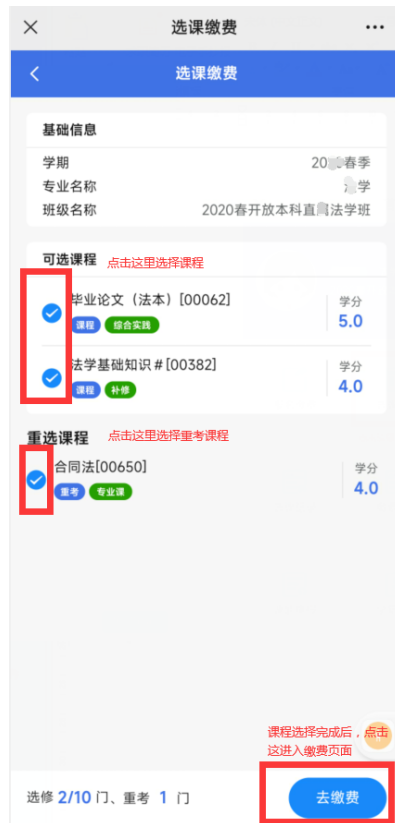 选课缴费
选课缴费
基础信息
学期 20 春季
专业名称 学
班级名称 2020春开放本科直 法学班
可选课程 点击这里选择课程
毕业论文（法本）[00062] 学分
课程 综合实践 5.0
法学基础知识＃[00382] 学分
课程 补修 4.0
重选课程 点击这里选择重考课程
合同法[00650] 学分
重考 专业课 4.0
课程选择完成后，点击
这进入缴费页面
选修 2/10 门、重考 1 门 去缴费